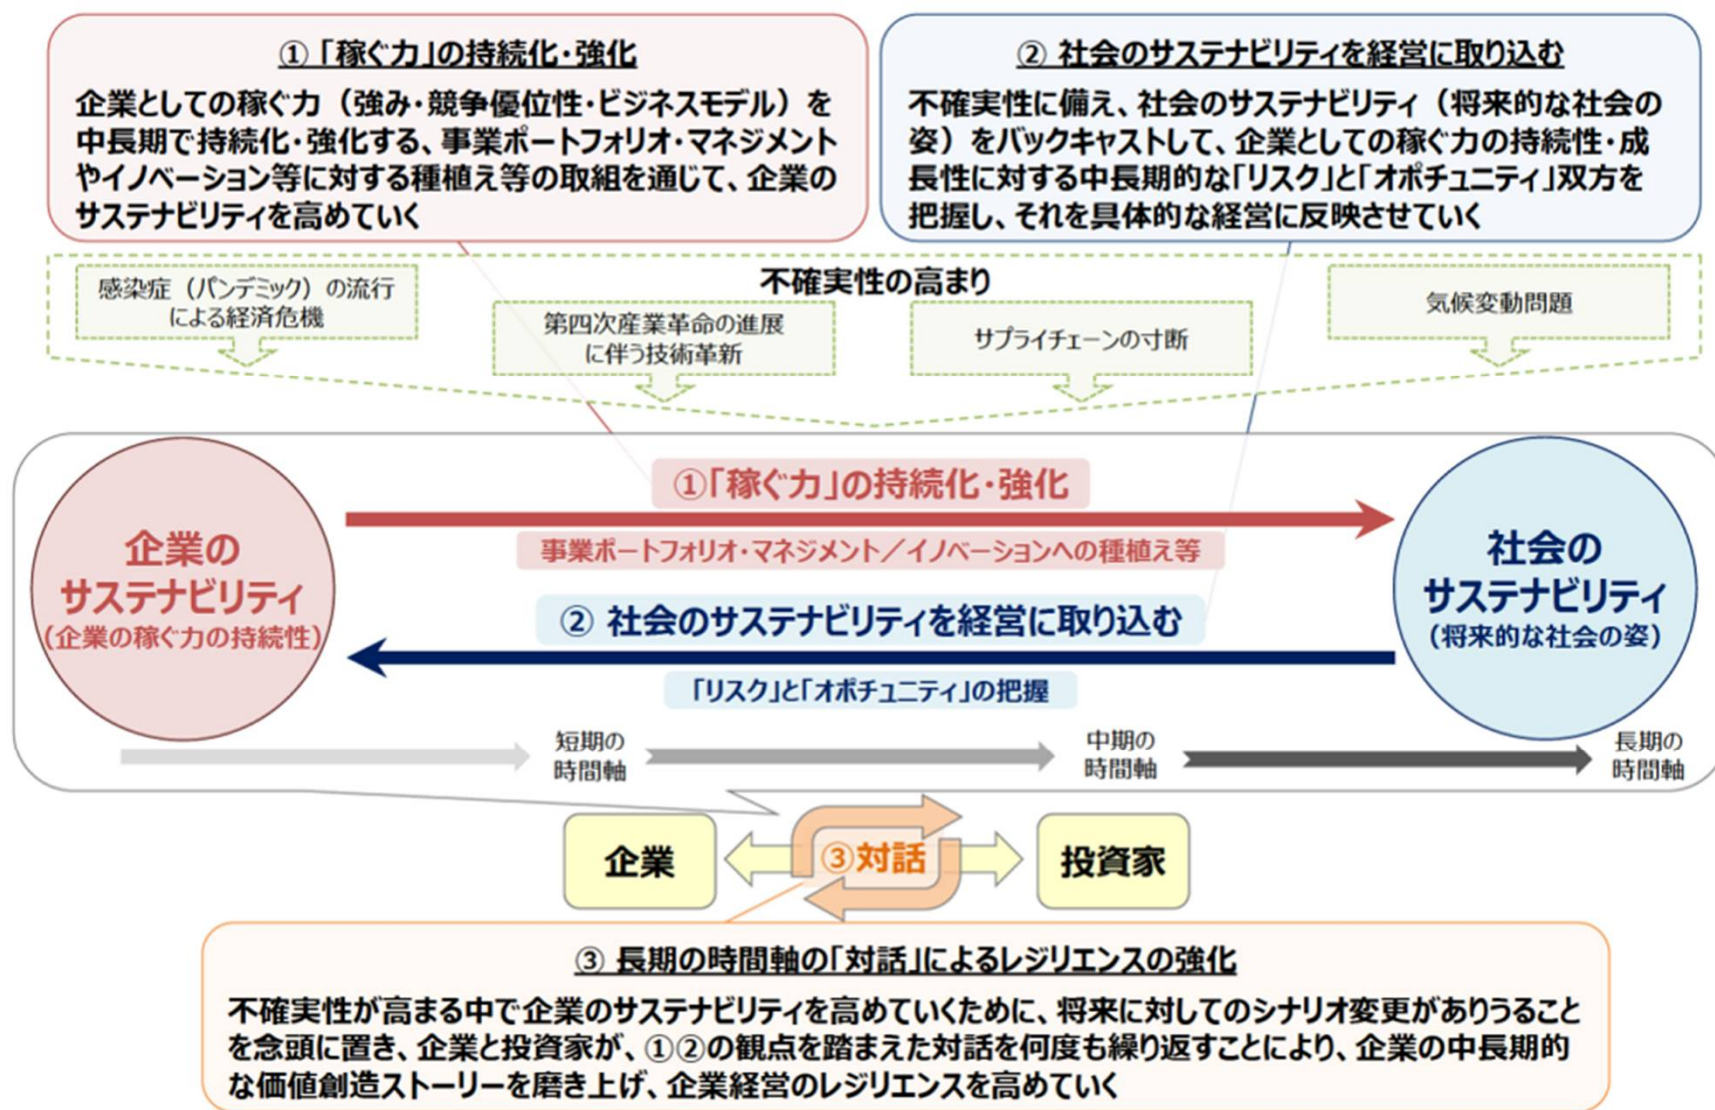 ① 「稼ぐ力」の持続化・強化
企業としての稼ぐ力（強み・競争優位性・ビジネスモデル）を
中長期で持続化・強化する、事業ポートフォリオ・マネジメント
やイノベーション等に対する種植え等の取組を通じて、企業の
サステナビリティを高めていく
② 社会のサステナビリティを経営に取り込む
不確実性に備え、社会のサステナビリティ（将来的な社会の
姿）をバックキャストして、企業としての稼ぐ力の持続性・成
長性に対する中長期的な「リスク」と「オポチュニティ」双方を
把握し、それを具体的な経営に反映させていく
不確実性の高まり
感染症（パンデミック）の流行
による経済危機
第四次産業革命の進展
に伴う技術革新
サプライチェーンの寸断
気候変動問題
①「稼ぐ力」の持続化・強化
事業ポートフォリオ・マネジメント／イノベーションへの種植え等
企業の
サステナビリティ
（企業の稼ぐ力の持続性）
社会の
サステナビリティ
（将来的な社会の姿）
② 社会のサステナビリティを経営に取り込む
「リスク」と「オポチュニティ」の把握
短期の
時間軸
中期の
時間軸
長期の
時間軸
企業
③対話
投資家
③ 長期の時間軸の「対話」によるレジリエンスの強化
不確実性が高まる中で企業のサステナビリティを高めていくために、将来に対してのシナリオ変更がありうること
を念頭に置き、企業と投資家が、①②の観点を踏まえた対話を何度も繰り返すことにより、企業の中長期的
な価値創造ストーリーを磨き上げ、企業経営のレジリエンスを高めていく